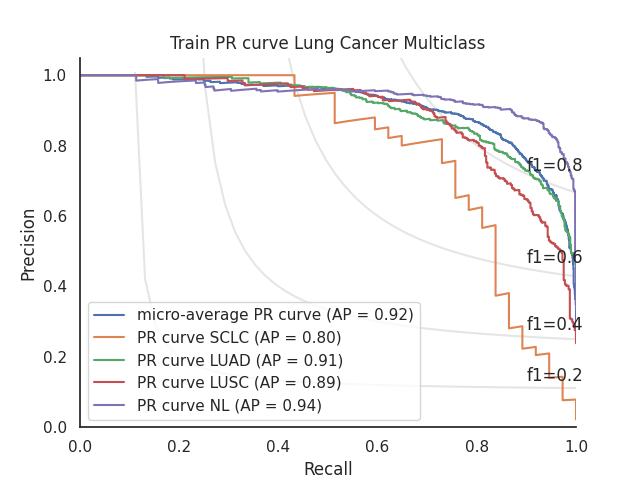 Train PR curve Lung Cancer Multiclass
1.0
0.8
0.6
0.4
0.2
0.0
Precision
f1=0.8
f1=0.6
f1=0.4
f1=0.2
micro-average PR curve (AP = 0.92)
PR curve SCLC (AP = 0.80)
PR curve LUAD (AP = 0.91)
PR curve LUSC (AP = 0.89)
PR curve NL (AP = 0.94)
0.0 0.2 0.4 0.6 0.8 1.0
Recall